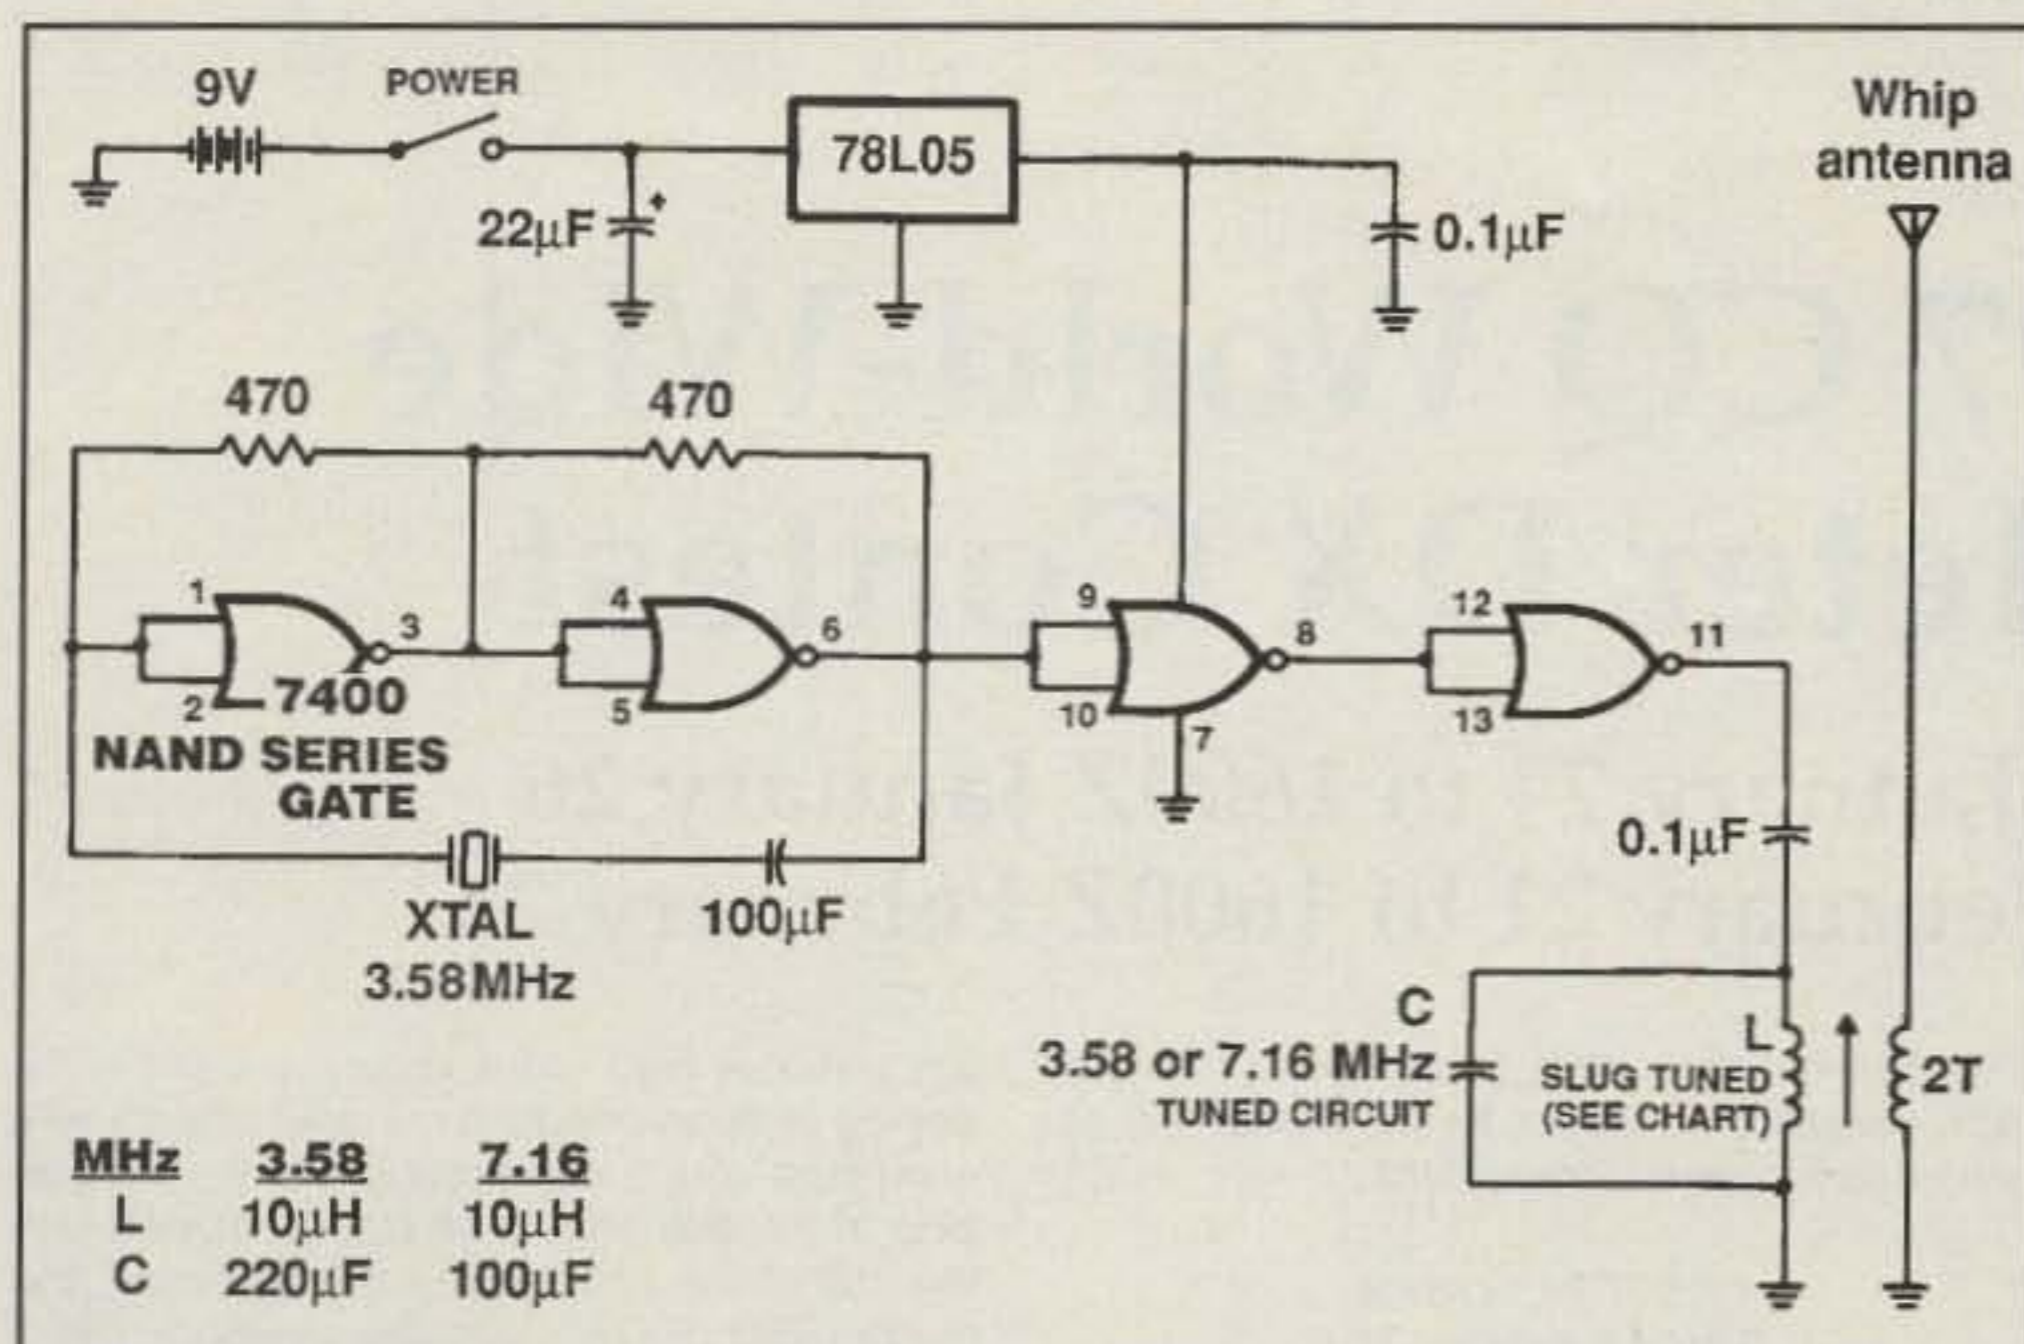 9V
POWER
78L05
Whip
antenna
22µF
+
0.1µF
470
470
1
2
3
7400
NAND SERIES
GATE
4
5
6
9
10
8
7
12
13
11
XTAL
3.58MHz
100µF
0.1µF
C
3.58 or 7.16 MHz
TUNED CIRCUIT
L
SLUG TUNED
(SEE CHART)
2T
MHz 3.58 7.16
L 10µH 10µH
C 220µF 100µF